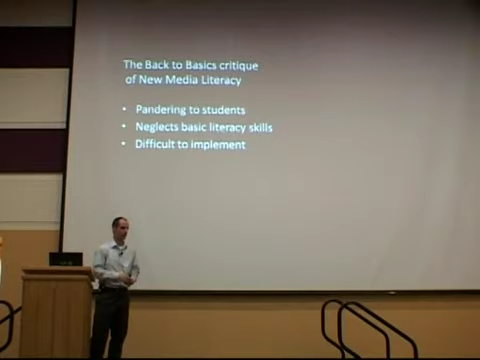 The Back to Basics critique
of New Media Literacy
• Pandering to students
• Neglects basic literacy skills
• Difficult to implement